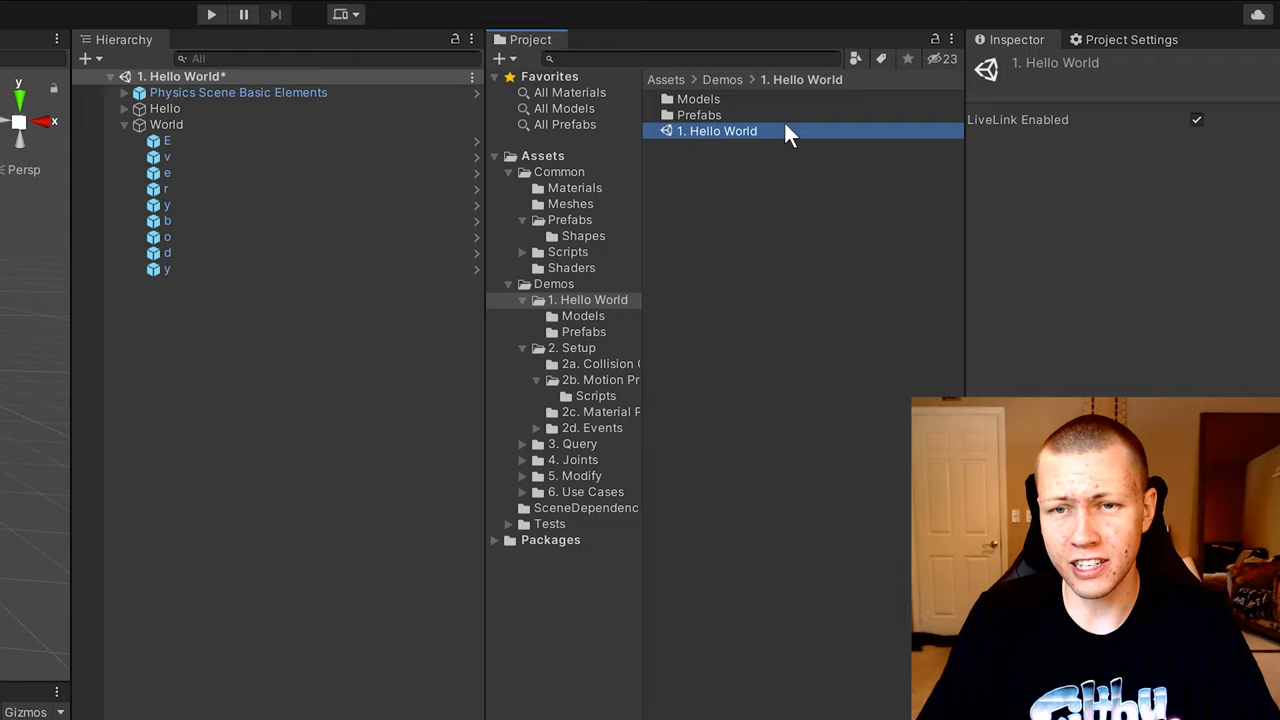 Hierarchy
Project
Inspector
Project Settings
All
23
y
x
Persp
1. Hello World*
Physics Scene Basic Elements
Hello
World
E
v
e
r
y
b
o
d
y
Favorites
All Materials
All Models
All Prefabs
Assets
Common
Materials
Meshes
Prefabs
Shapes
Scripts
Shaders
Demos
1. Hello World
Models
Prefabs
2. Setup
2a. Collision
2b. Motion Pr
Scripts
2c. Material P
2d. Events
3. Query
4. Joints
5. Modify
6. Use Cases
SceneDependenc
Tests
Packages
Assets > Demos > 1. Hello World
Models
Prefabs
1. Hello World
1. Hello World
LiveLink Enabled
Gizmos
Filthy